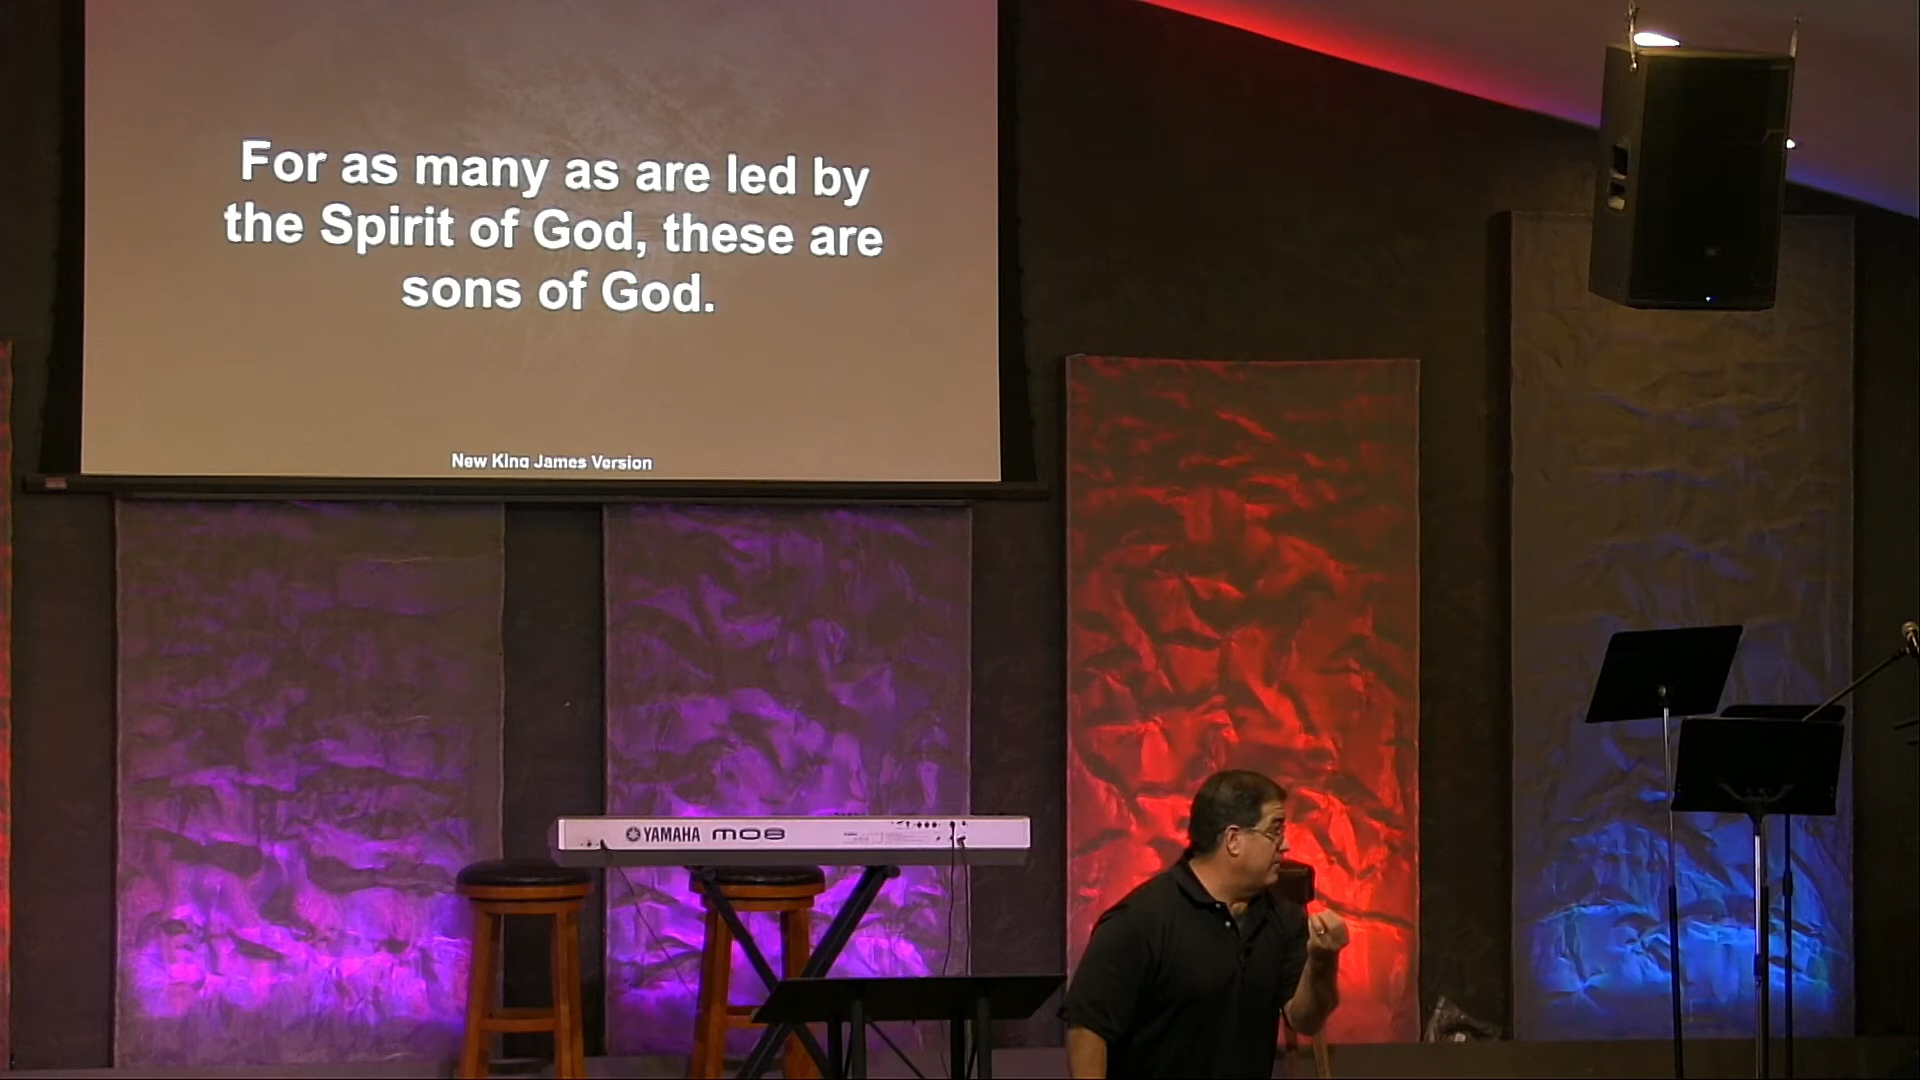 For as many as are led by
the Spirit of God, these are
sons of God.
New King James Version
YAMAHA MO8